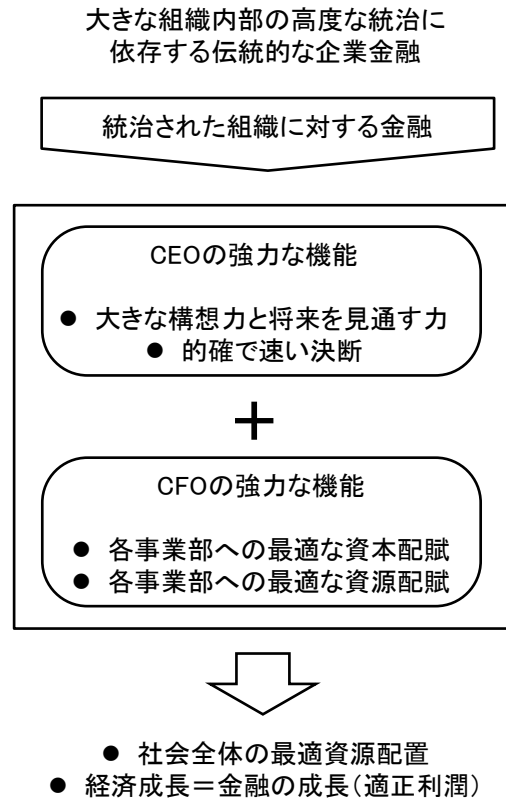 大きな組織内部の高度な統治に
依存する伝統的な企業金融
統治された組織に対する金融
CEOの強力な機能
● 大きな構想力と将来を見通す力
● 的確で速い決断
＋
CFOの強力な機能
● 各事業部への最適な資本配賦
● 各事業部への最適な資源配賦
● 社会全体の最適資源配置
● 経済成長＝金融の成長（適正利潤）